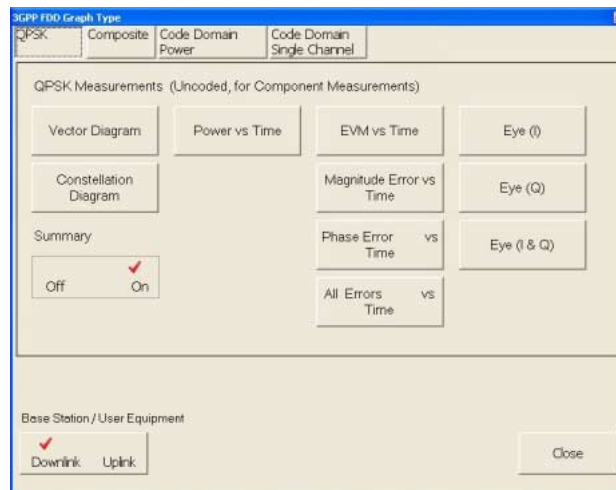 3GPP FDD Graph Type
QPSK Composite Code Domain Code Domain
Power Single Channel
QPSK Measurements (Uncoded, for Component Measurements)
Vector Diagram Power vs Time EVM vs Time Eye (I)
Constellation
Diagram
Magnitude Error vs
Time
Eye (Q)
Summary
Off On
Phase Error vs
Time
Eye (I & Q)
All Errors vs
Time
Base Station / User Equipment
Downlink Uplink
Close